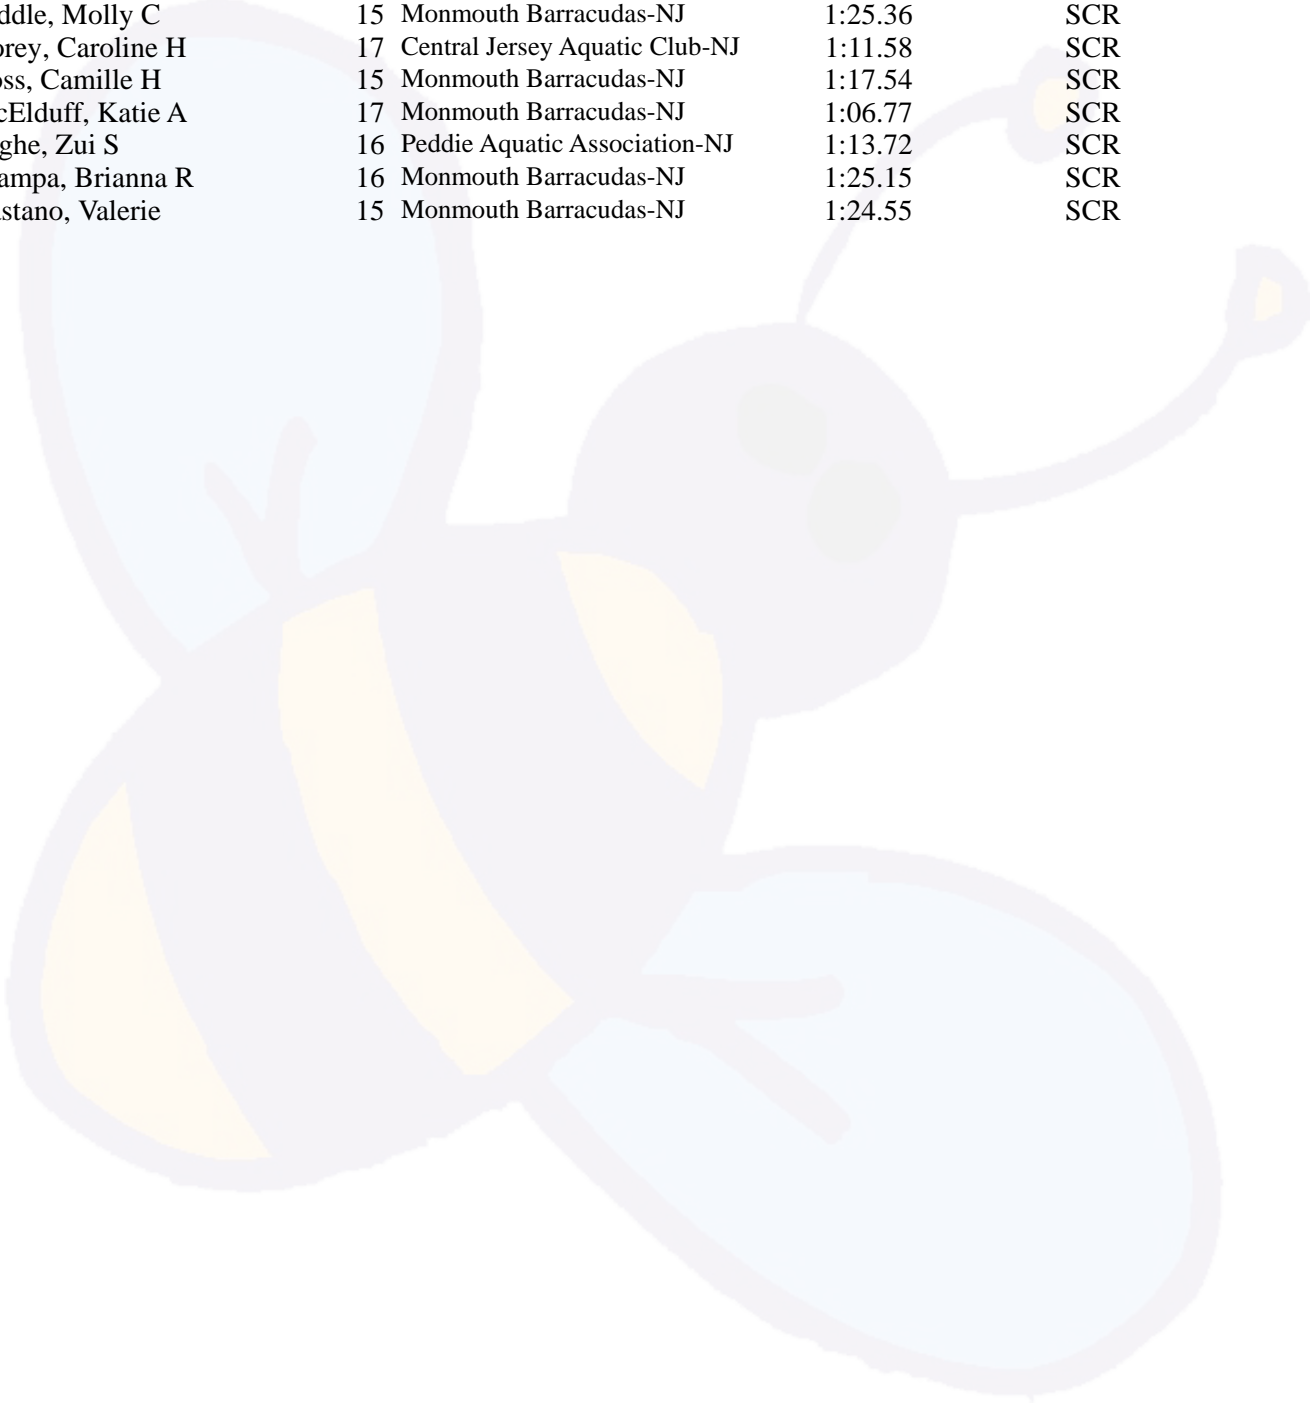 ddle, Molly C 15 Monmouth Barracudas-NJ 1:25.36 SCR
orey, Caroline H 17 Central Jersey Aquatic Club-NJ 1:11.58 SCR
oss, Camille H 15 Monmouth Barracudas-NJ 1:17.54 SCR
cElduff, Katie A 17 Monmouth Barracudas-NJ 1:06.77 SCR
ghe, Zui S 16 Peddie Aquatic Association-NJ 1:13.72 SCR
ampa, Brianna R 16 Monmouth Barracudas-NJ 1:25.15 SCR
stano, Valerie 15 Monmouth Barracudas-NJ 1:24.55 SCR